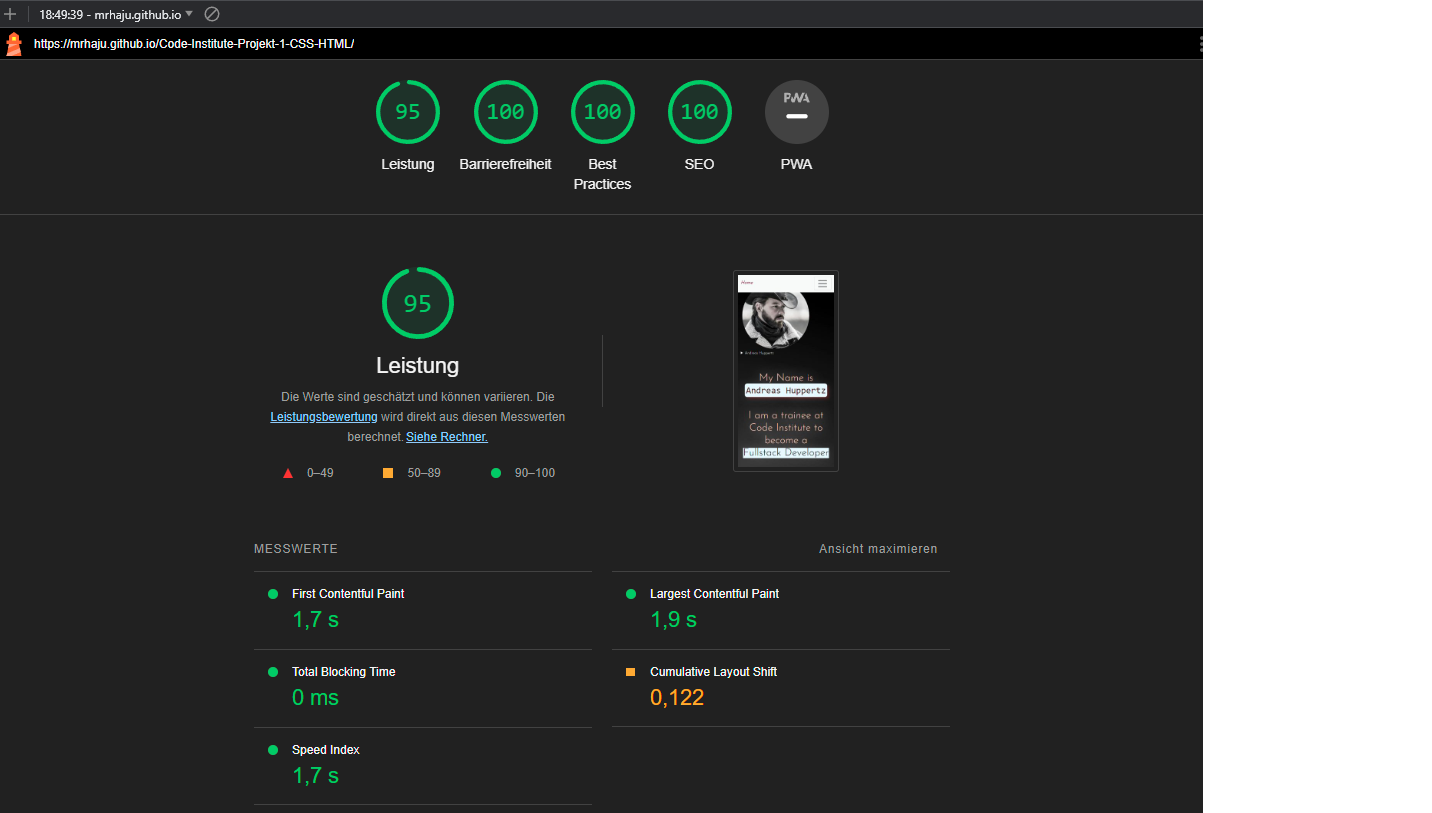 18:49:39 - mrhaju.github.io
https://mrhaju.github.io/Code-Institute-Projekt-1-CSS-HTML/
95
100
100
100
PWA
Leistung
Barrierefreiheit
Best
Practices
SEO
PWA
95
Leistung
Die Werte sind geschätzt und können variieren. Die
Leistungsbewertung wird direkt aus diesen Messwerten
berechnet. Siehe Rechner.
0–49
50–89
90–100
Home
Andreas Huppertz
My Name is
Andreas Huppertz
I am a trainee at
Code Institute to
become a
Fullstack Developer
MESSWERTE
Ansicht maximieren
First Contentful Paint
1,7 s
Largest Contentful Paint
1,9 s
Total Blocking Time
0 ms
Cumulative Layout Shift
0,122
Speed Index
1,7 s